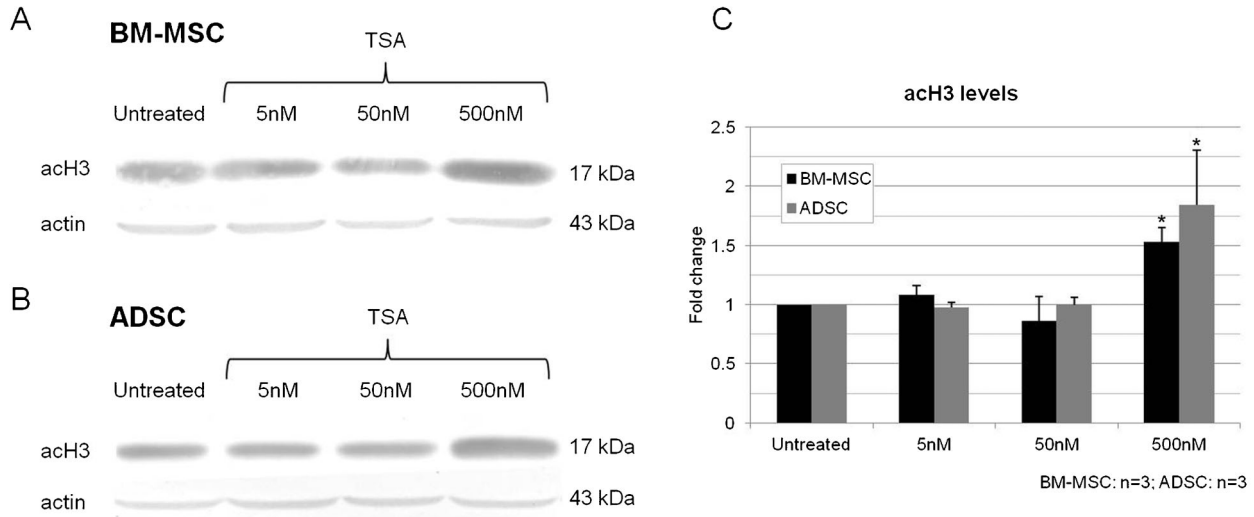 A
BM-MSC
TSA
Untreated 5nM 50nM 500nM
acH3 17 kDa
actin 43 kDa
B
ADSC
TSA
Untreated 5nM 50nM 500nM
acH3 17 kDa
actin 43 kDa
C
acH3 levels
Fold change
2.5
2
1.5
1
0.5
0
BM-MSC
ADSC
*
*
Untreated 5nM 50nM 500nM
BM-MSC: n=3; ADSC: n=3